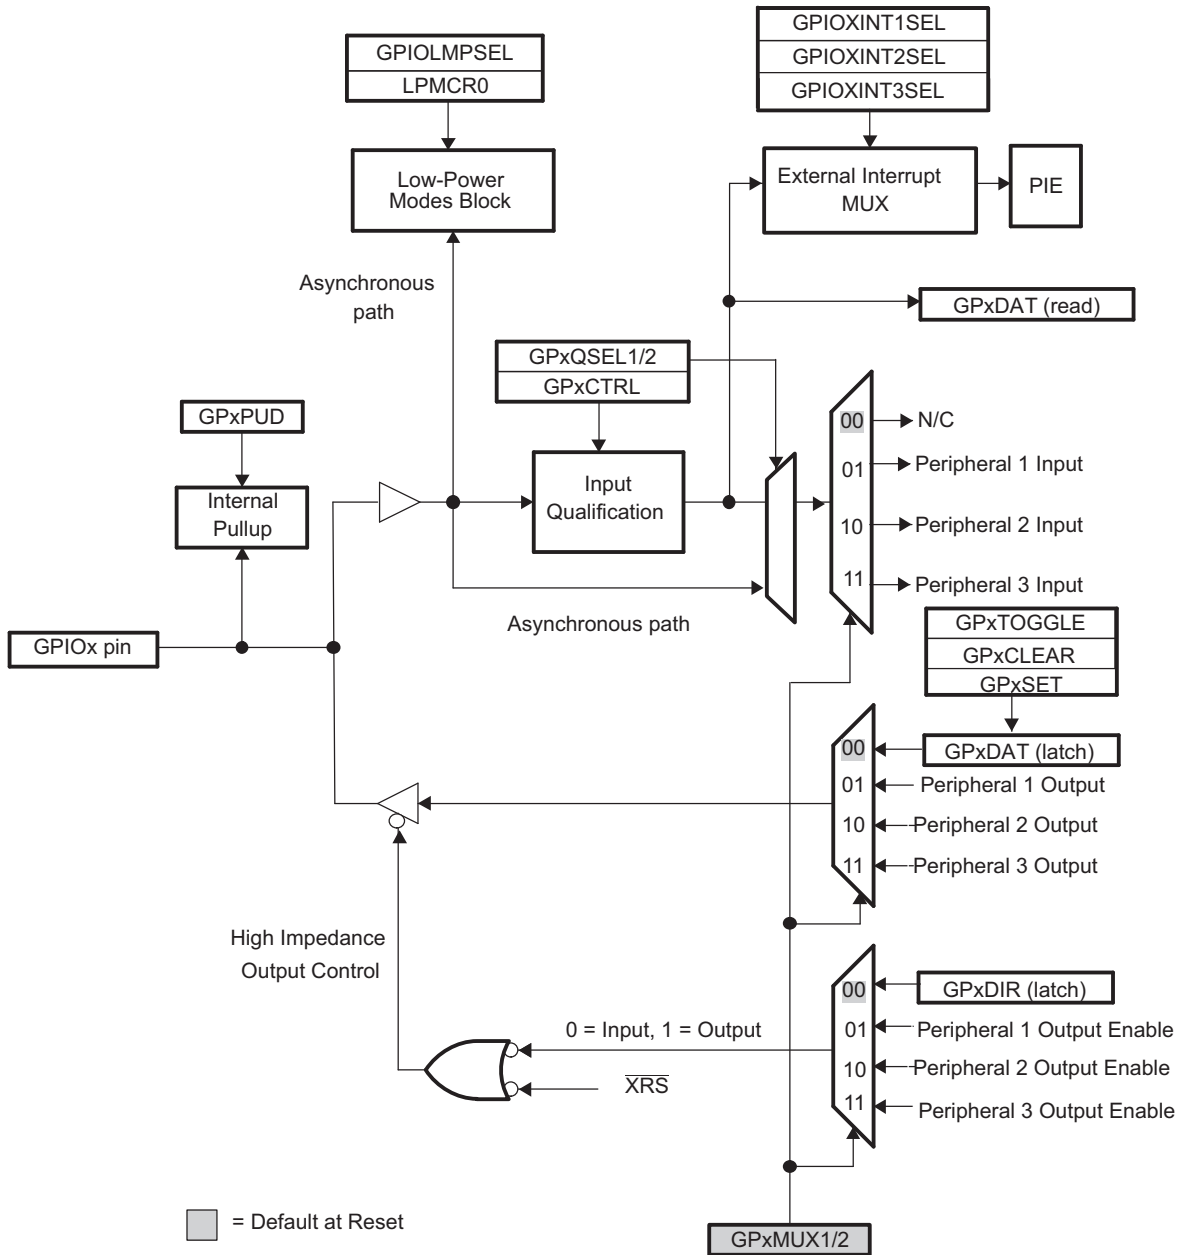 GPIOXINT1SEL
GPIOXINT2SEL
GPIOXINT3SEL
GPIOLMPSEL
LPMCR0
Low-Power
Modes Block
External Interrupt
MUX
PIE
Asynchronous
path
GPxDAT (read)
GPxQSEL1/2
GPxCTRL
GPxPUD
Internal
Pullup
Input
Qualification
00
N/C
01
Peripheral 1 Input
10
Peripheral 2 Input
11
Peripheral 3 Input
Asynchronous path
GPIOx pin
GPxTOGGLE
GPxCLEAR
GPxSET
00
GPxDAT (latch)
01
Peripheral 1 Output
10
Peripheral 2 Output
11
Peripheral 3 Output
High Impedance
Output Control
00
GPxDIR (latch)
0 = Input, 1 = Output
01
Peripheral 1 Output Enable
10
Peripheral 2 Output Enable
XRS
11
Peripheral 3 Output Enable
= Default at Reset
GPxMUX1/2